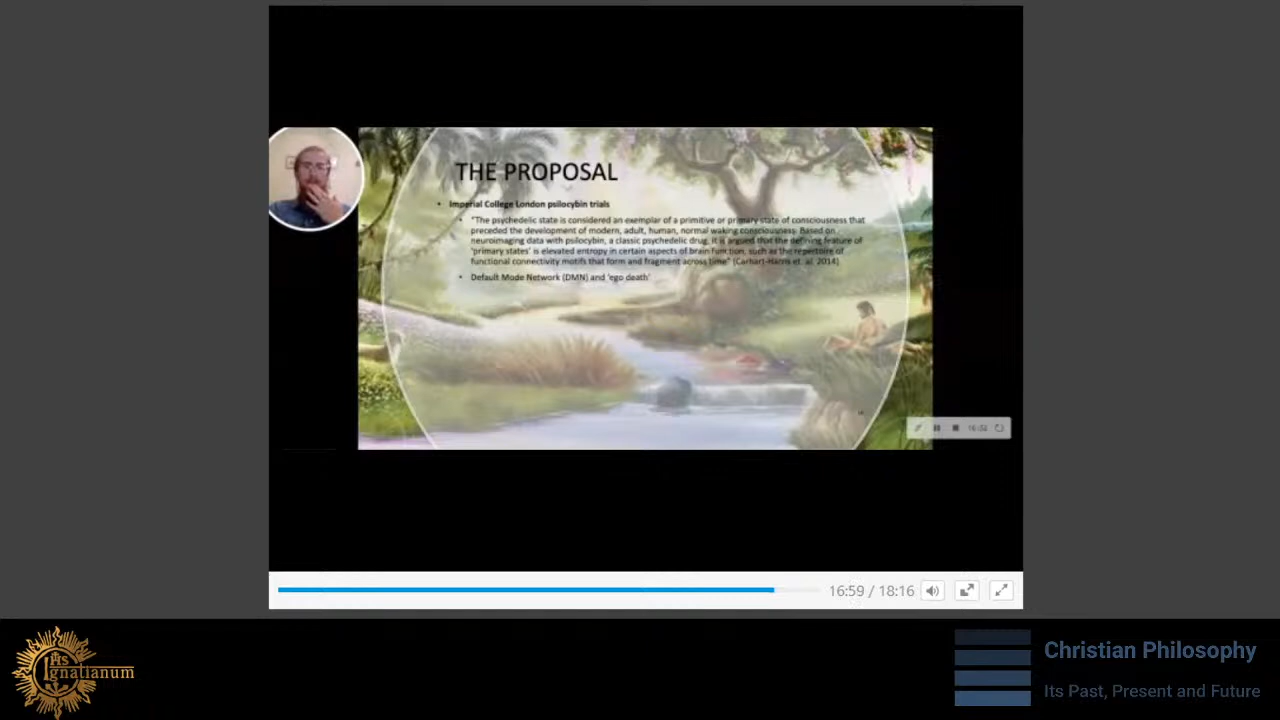 THE PROPOSAL
• Imperial College London psilocybin trials
• "The psychedelic state is considered an exemplar of a primitive or primary state of consciousness that
preceded the development of modern, adult, human, normal waking consciousness. Based on
neuroimaging data with psilocybin, a classic psychedelic drug, it is argued that the defining feature of
'primary states' is elevated entropy in certain aspects of brain function, such as the repertoire of
functional connectivity motifs that form and fragment across time" (Carhart-Harris et. al. 2014)
• Default Mode Network (DMN) and 'ego death'
16:52
16:59 / 18:16
Ignatianum
Christian Philosophy
Its Past, Present and Future